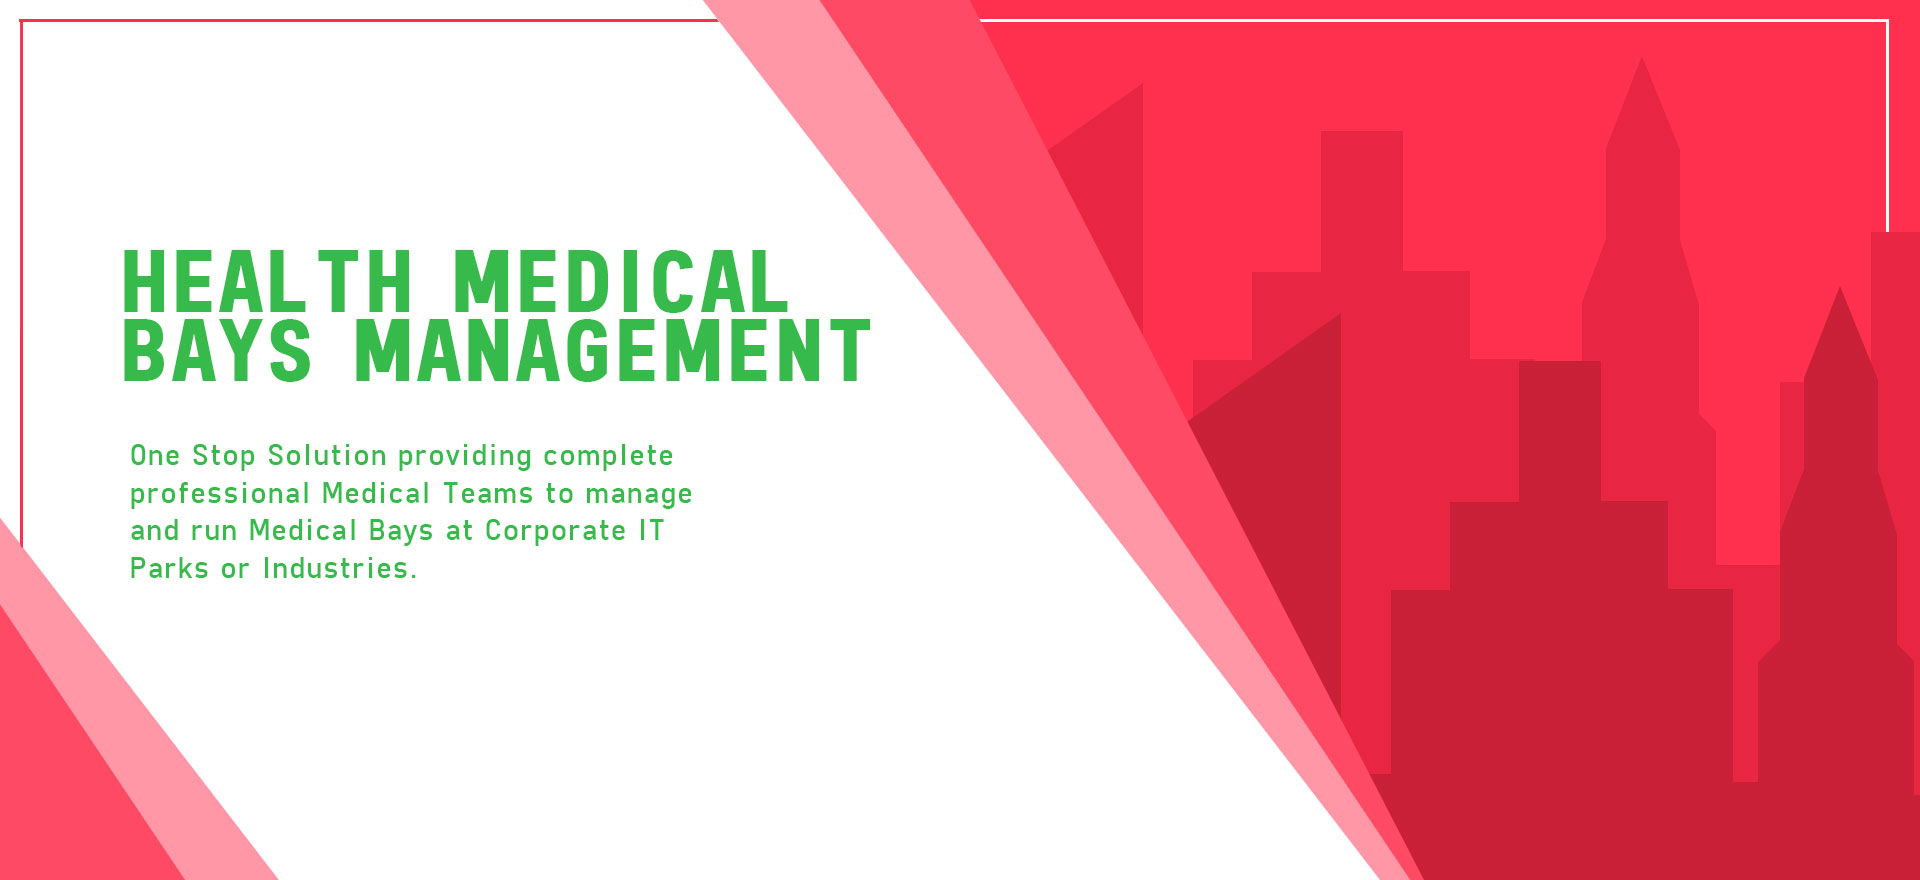 HEALTH MEDICAL
BAYS MANAGEMENT
One Stop Solution providing complete
professional Medical Teams to manage
and run Medical Bays at Corporate IT
Parks or Industries.